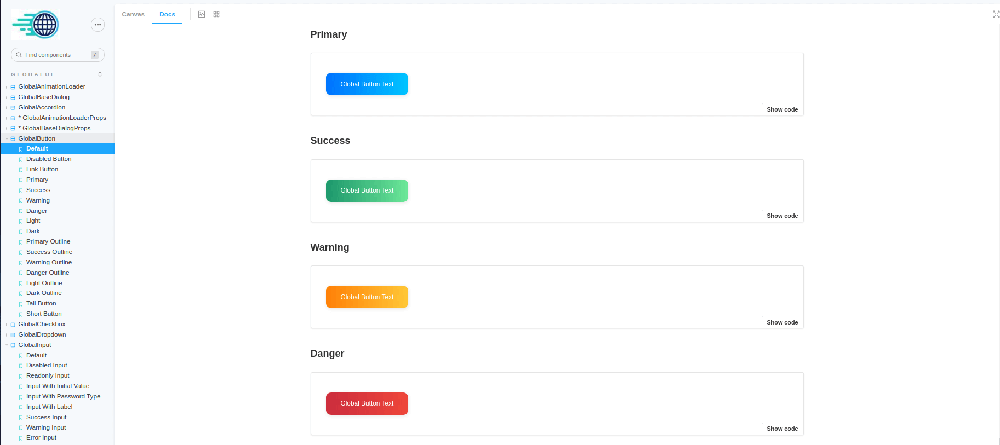 Canvas
Docs
Find components
/
GlobalAnimationLoader
GlobalBaseDialog
GlobalAccordion
* GlobalAnimationLoaderProps
* GlobalBaseDialogProps
GlobalButton
Default
Disabled Button
Link Button
Primary
Success
Warning
Danger
Light
Dark
Primary Outline
Success Outline
Warning Outline
Danger Outline
Light Outline
Dark Outline
Tall Button
Short Button
GlobalCheckbox
GlobalDropdown
GlobalInput
Default
Disabled Input
Readonly Input
Input With Initial Value
Input With Password Type
Input With Label
Success Input
Warning Input
Error Input
Primary
Global Button Text
Show code
Success
Global Button Text
Show code
Warning
Global Button Text
Show code
Danger
Global Button Text
Show code